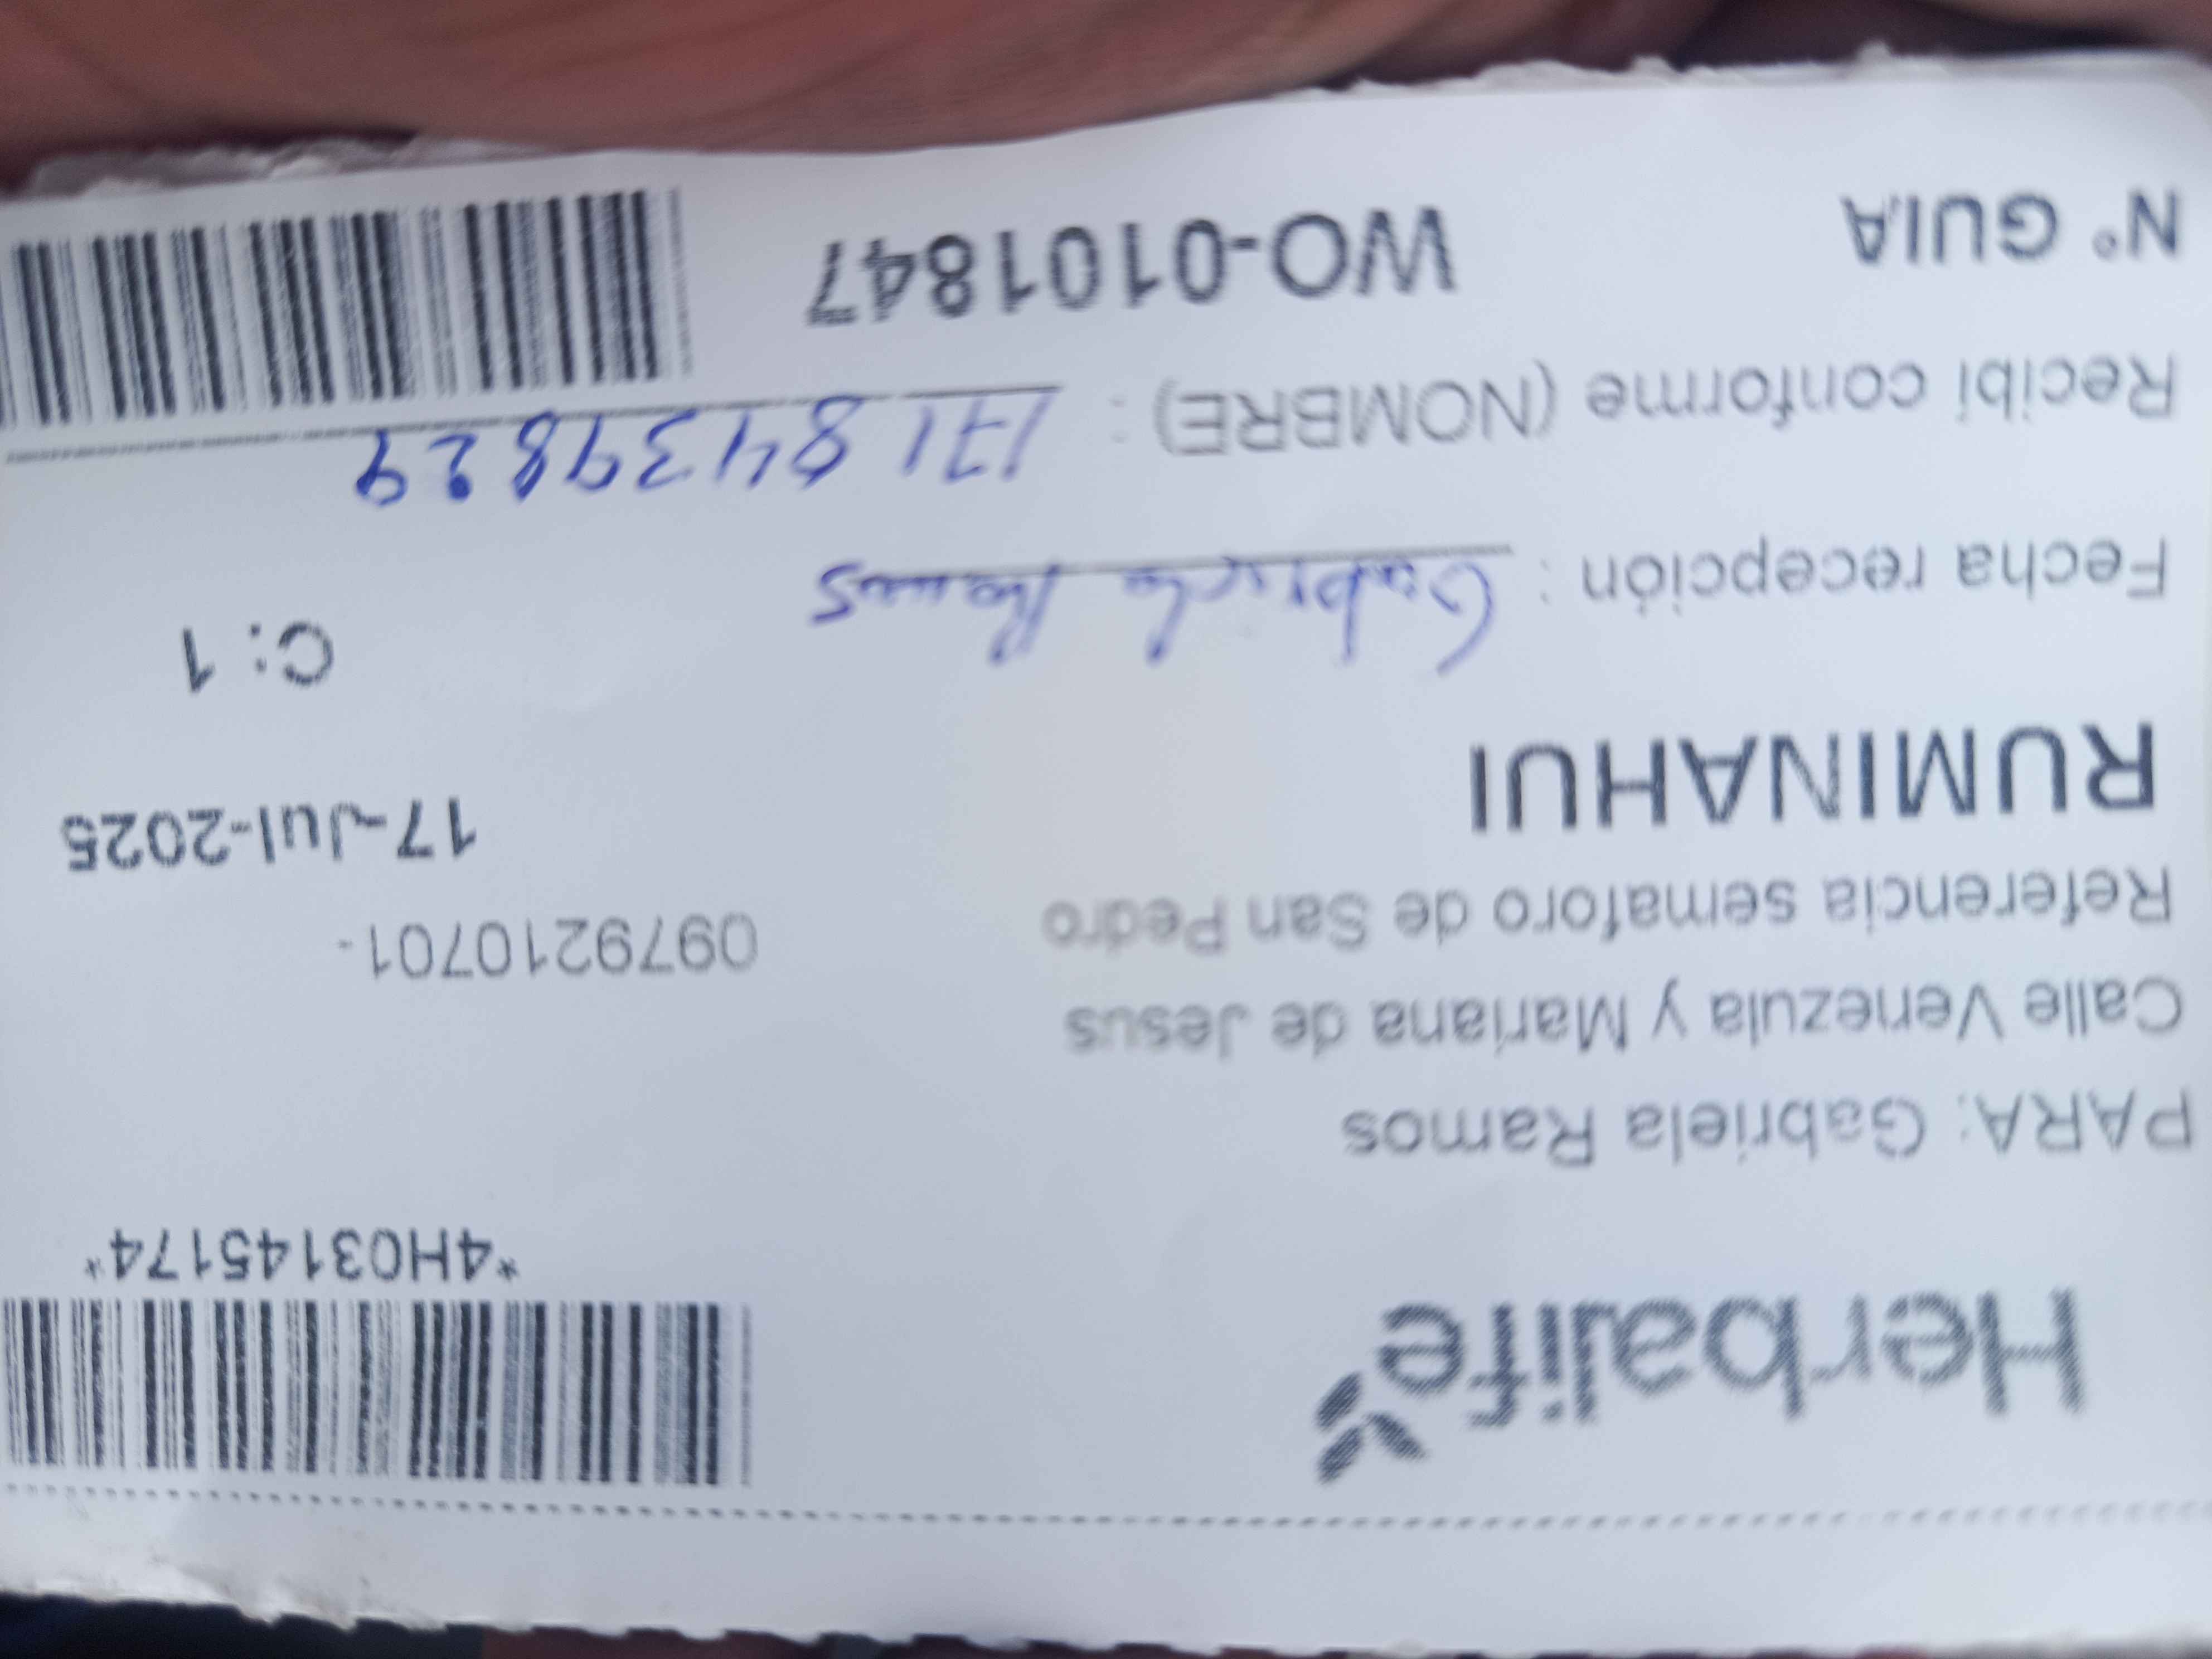 Herbalife
*4H03145174*
PARA: Gabriela Ramos
Calle Venezula y Mariana de Jesus
Referencia semaforo de San Pedro
0979210701-
RUMINAHUI
17-Jul-2025
C: 1
Fecha recepción : Gabriela Ramos
Recibi conforme (NOMBRE) : 1718439829
N° GUIA WO-0101847